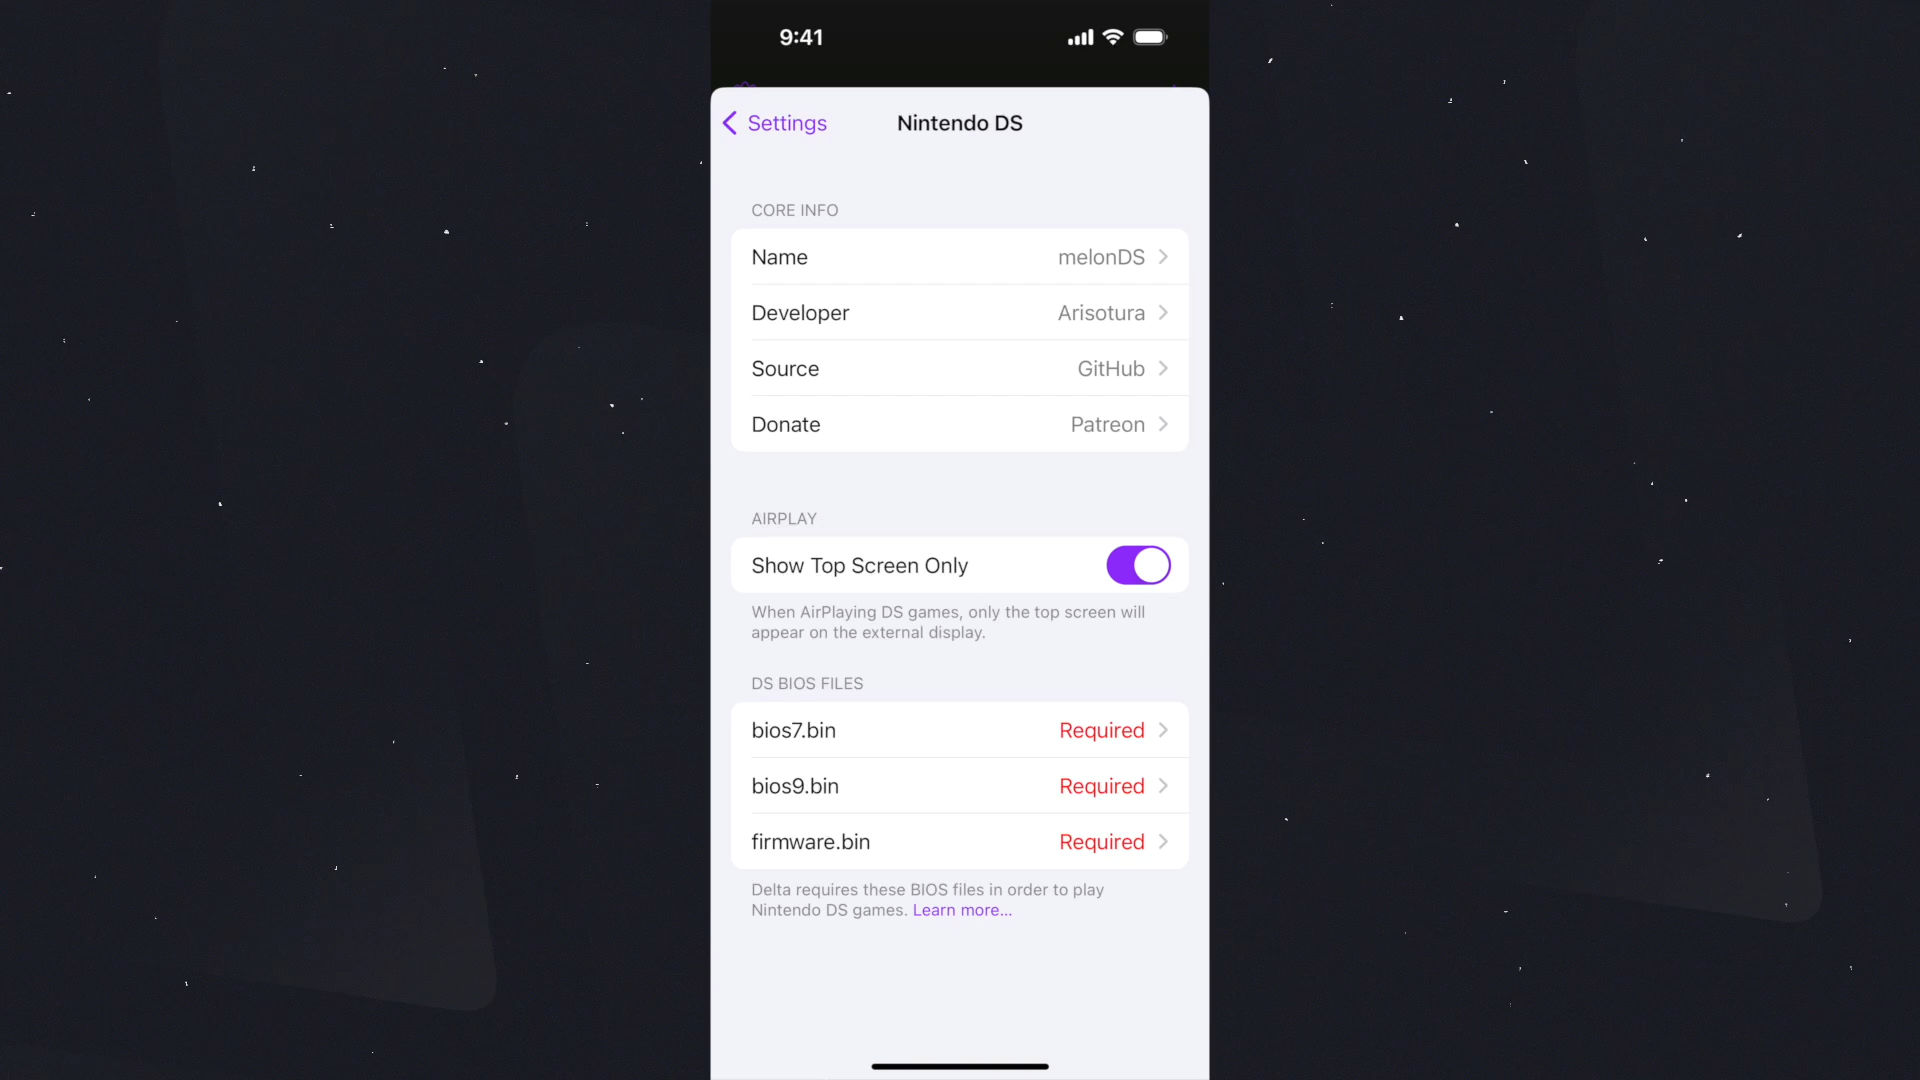 9:41
Settings
Nintendo DS
CORE INFO
Name melonDS
Developer Arisotura
Source GitHub
Donate Patreon
AIRPLAY
Show Top Screen Only
When AirPlaying DS games, only the top screen will
appear on the external display.
DS BIOS FILES
bios7.bin Required
bios9.bin Required
firmware.bin Required
Delta requires these BIOS files in order to play
Nintendo DS games. Learn more...